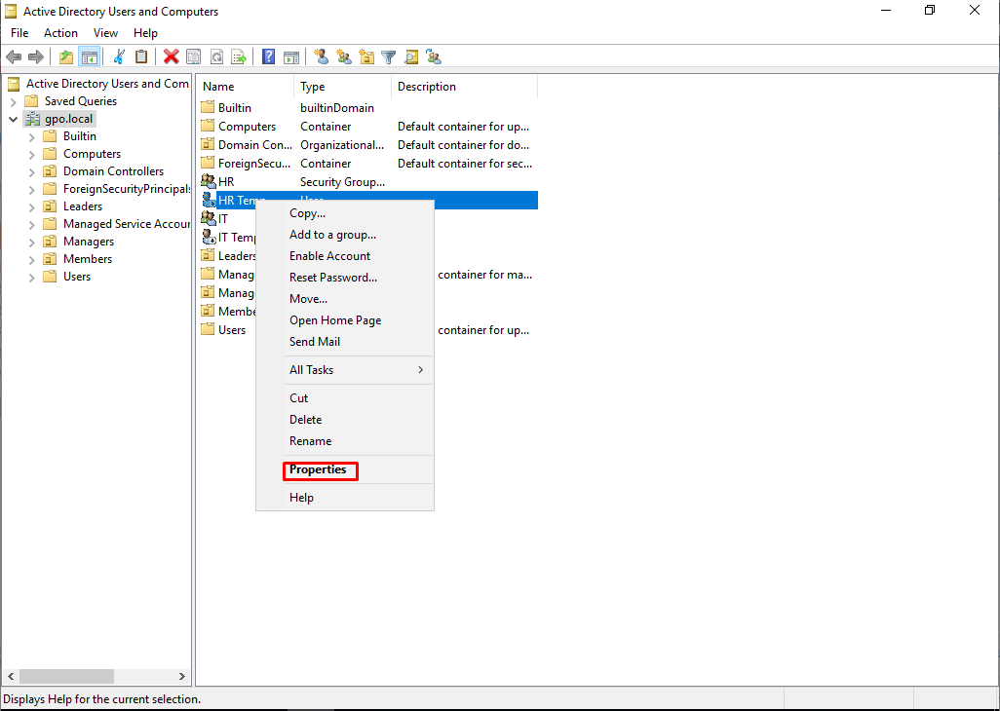 Active Directory Users and Computers
File Action View Help
Active Directory Users and Com
Saved Queries
gpo.local
Builtin
Computers
Domain Controllers
ForeignSecurityPrincipals
Leaders
Managed Service Accour
Managers
Members
Users
Name Type Description
Builtin builtinDomain
Computers Container Default container for up...
Domain Con... Organizational... Default container for do...
ForeignSecu... Container Default container for sec...
HR Security Group...
HR Temp User
IT
IT Temp
Leaders
Manag container for ma...
Manag
Membe
Users container for up...
Copy...
Add to a group...
Enable Account
Reset Password...
Move...
Open Home Page
Send Mail
All Tasks
Cut
Delete
Rename
Properties
Help
Displays Help for the current selection.